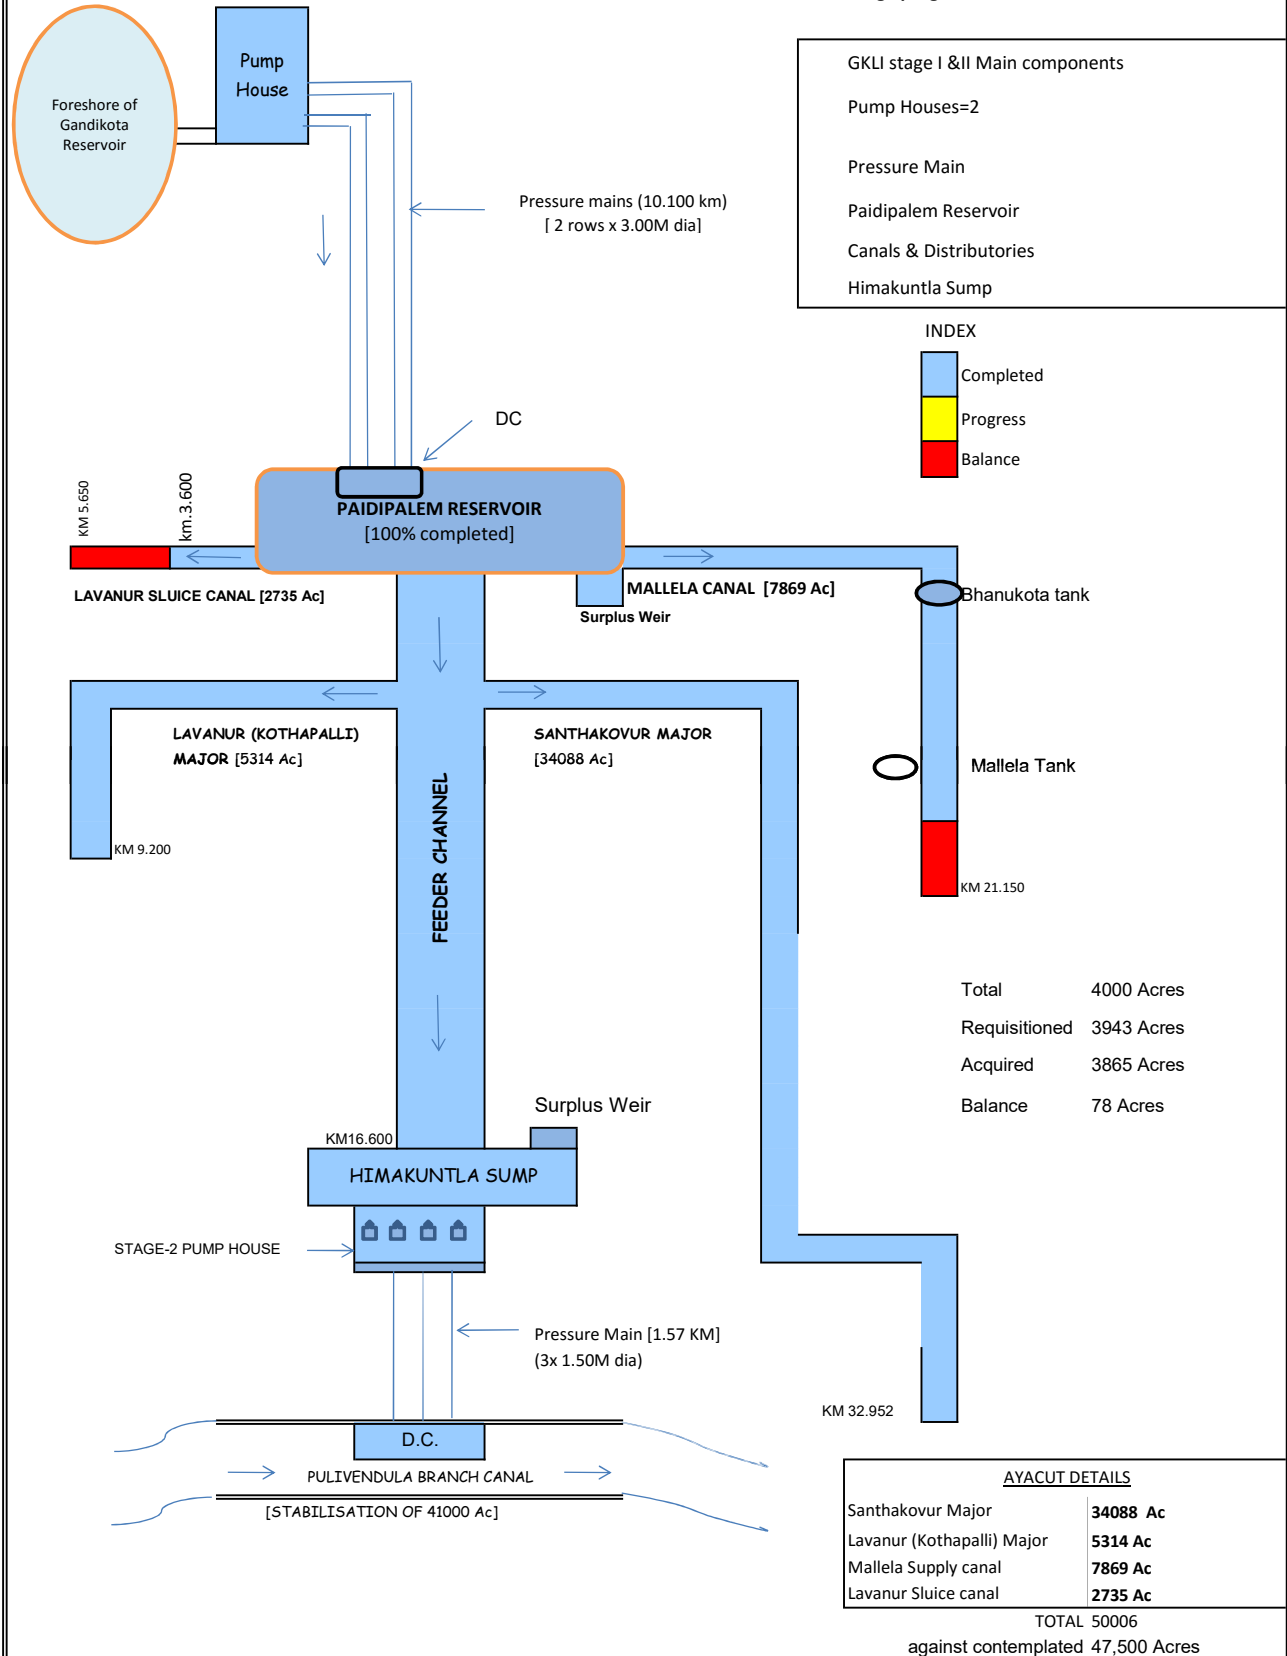 Pump
House
Foreshore of
Gandikota
Reservoir
GKLI stage I &II Main components
Pump Houses=2
Pressure Main
Paidipalem Reservoir
Canals & Distributories
Himakuntla Sump
Pressure mains (10.100 km)
[ 2 rows x 3.00M dia]
INDEX
Completed
Progress
Balance
DC
KM 5.650
km.3.600
PAIDIPALEM RESERVOIR
[100% completed]
LAVANUR SLUICE CANAL [2735 Ac]
MALLELA CANAL [7869 Ac]
Surplus Weir
Bhanukota tank
LAVANUR (KOTHAPALLI)
MAJOR [5314 Ac]
SANTHAKOVUR MAJOR
[34088 Ac]
Mallela Tank
FEEDER CHANNEL
KM 9.200
KM 21.150
Total 4000 Acres
Requisitioned 3943 Acres
Acquired 3865 Acres
Balance 78 Acres
Surplus Weir
KM16.600
HIMAKUNTLA SUMP
STAGE-2 PUMP HOUSE
Pressure Main [1.57 KM]
(3x 1.50M dia)
KM 32.952
D.C.
PULIVENDULA BRANCH CANAL
[STABILISATION OF 41000 Ac]
AYACUT DETAILS
Santhakovur Major 34088 Ac
Lavanur (Kothapalli) Major 5314 Ac
Mallela Supply canal 7869 Ac
Lavanur Sluice canal 2735 Ac
TOTAL 50006
against contemplated 47,500 Acres